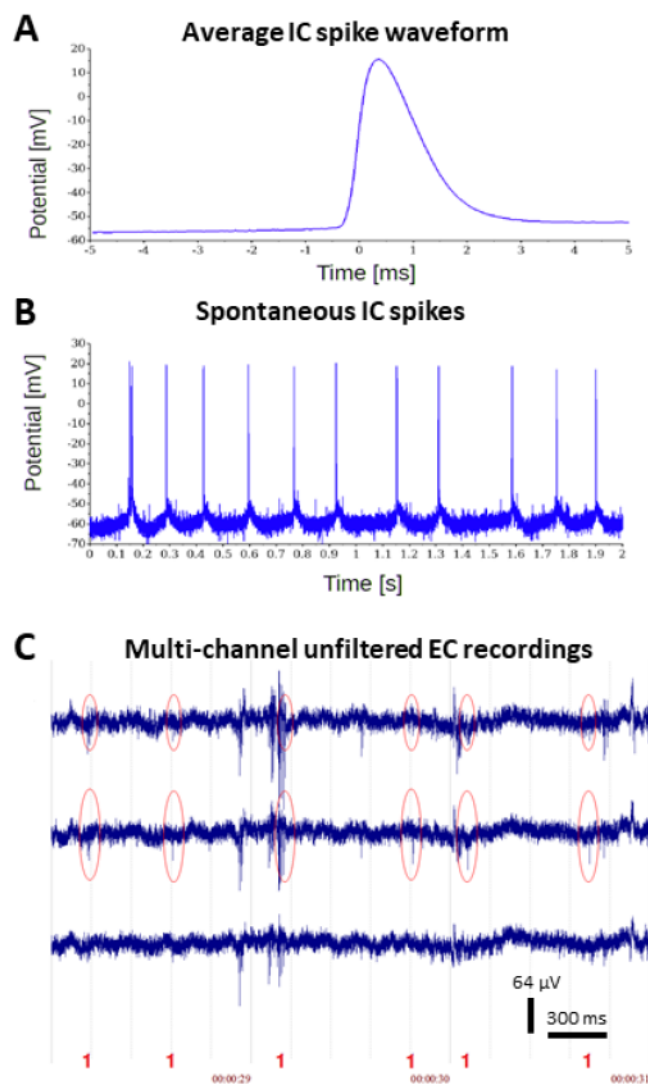 A
Average IC spike waveform
20
10
0
-10
-20
-30
-40
-50
-60
Potential [mV]
-5 -4 -3 -2 -1 0 1 2 3 4 5
Time [ms]
B
Spontaneous IC spikes
30
20
10
0
-10
-20
-30
-40
-50
-60
-70
Potential [mV]
0 0.1 0.2 0.3 0.4 0.5 0.6 0.7 0.8 0.9 1 1.1 1.2 1.3 1.4 1.5 1.6 1.7 1.8 1.9 2
Time [s]
C
Multi-channel unfiltered EC recordings
64 µV
300 ms
1 1 1 1 1 1
00:00:29 00:00:30 00:00:31